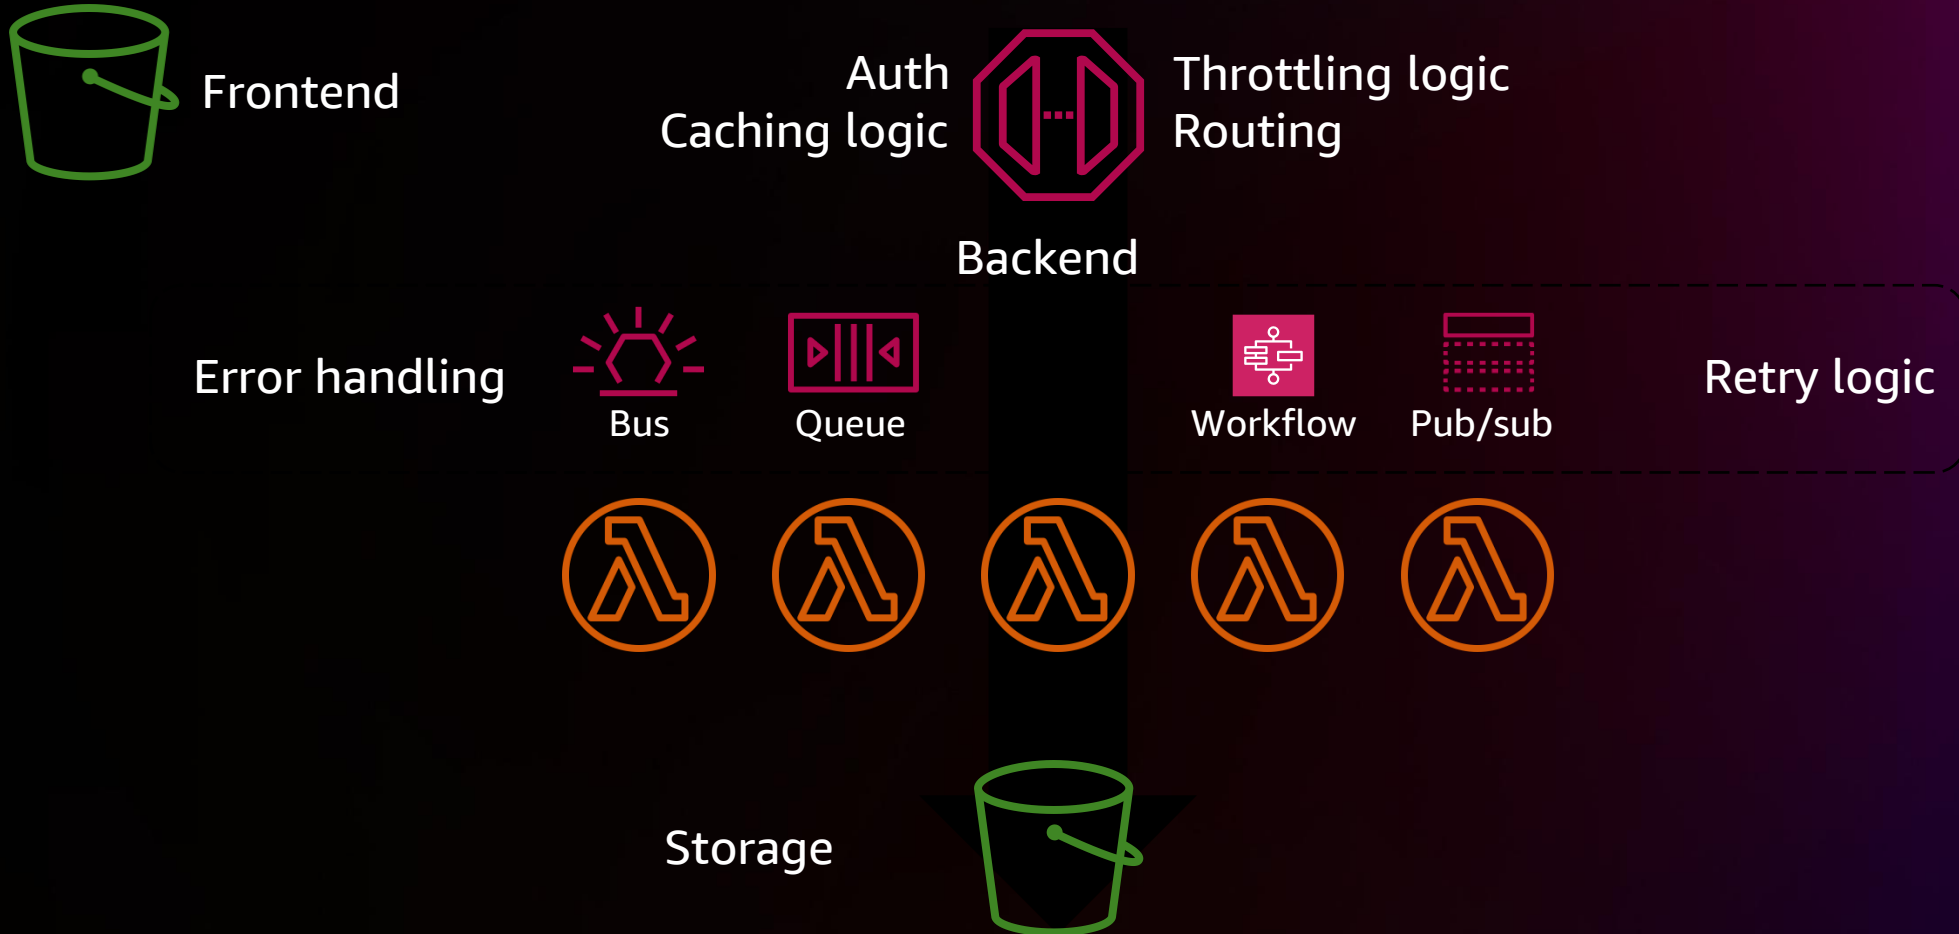 Frontend
Auth
Caching logic
Throttling logic
Routing
Backend
Error handling
Bus
Queue
Workflow
Pub/sub
Retry logic
Storage